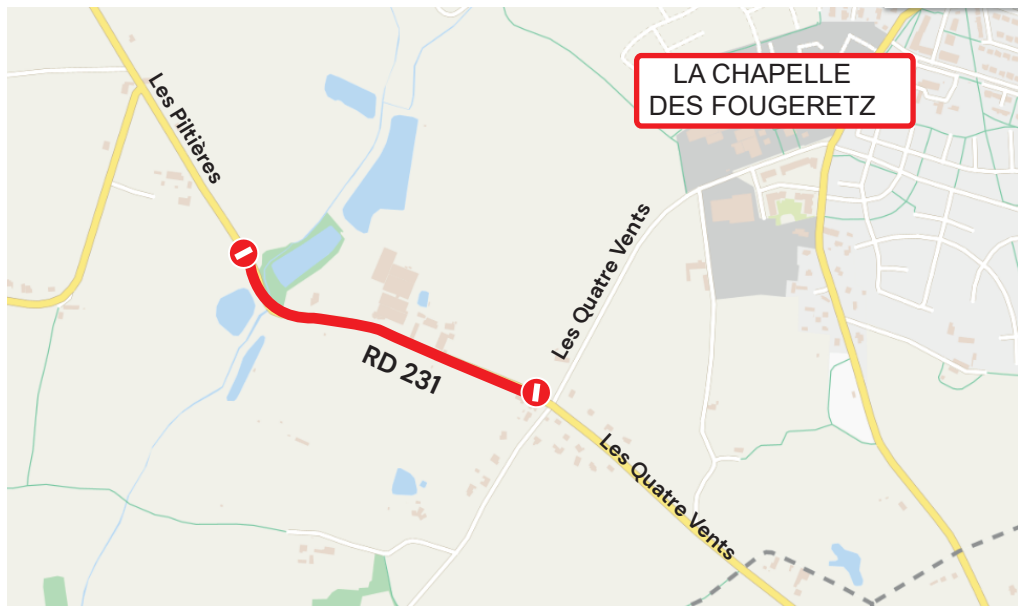 LA CHAPELLE
DES FOUGERETZ
Les Piltières
Les Quatre Vents
RD 231
Les Quatre Vents